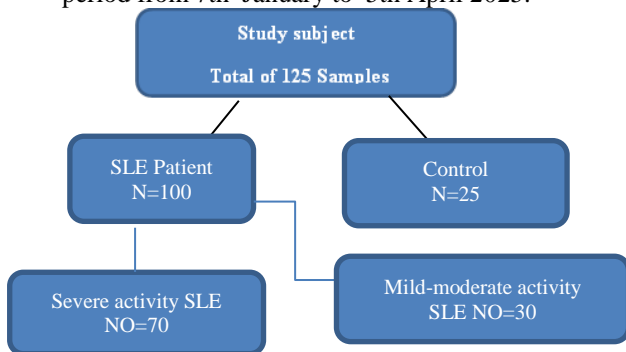 period from 7th January to 5th April 2023.
Study subject
Total of 125 Samples
SLE Patient
N=100
Control
N=25
Severe activity SLE
NO=70
Mild-moderate activity
SLE NO=30